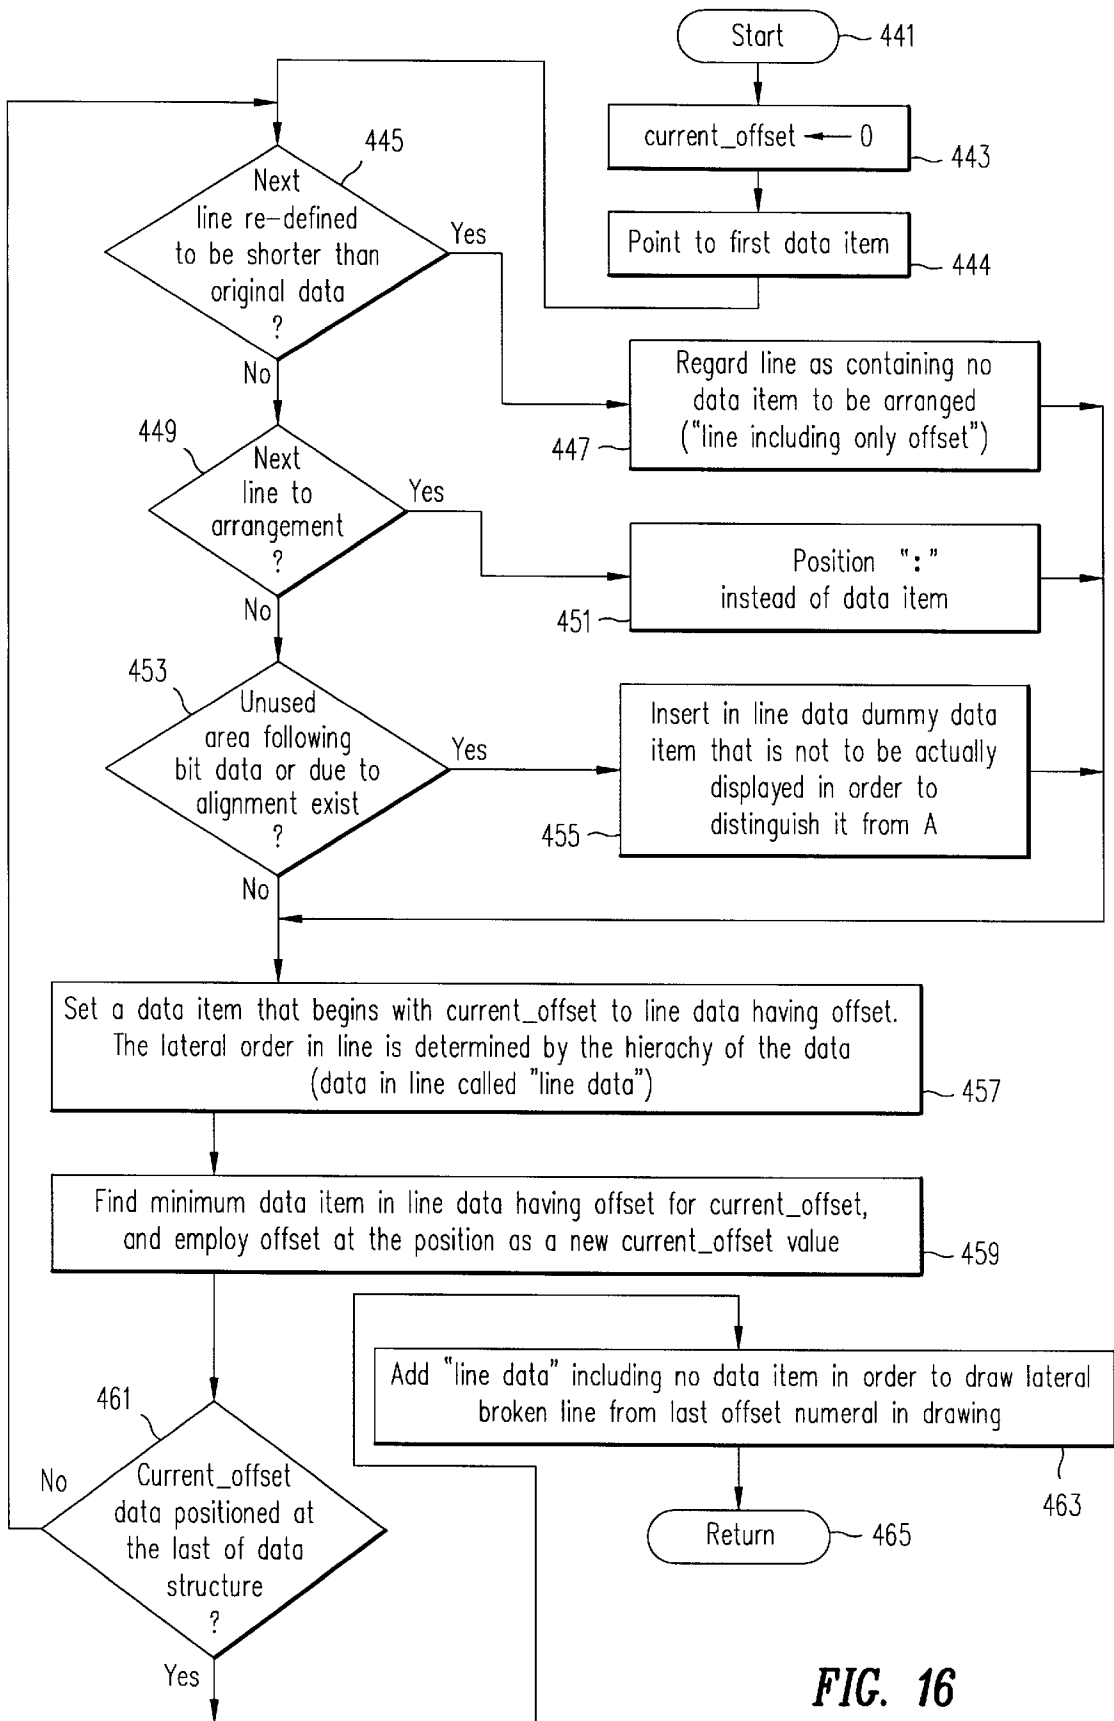 Start
441
current_offset ← 0
443
Point to first data item
444
445
Next
line re-defined
to be shorter than
original data
?
Yes
No
Regard line as containing no
data item to be arranged
("line including only offset")
447
449
Next
line to
arrangement
?
Yes
No
Position ":"
instead of data item
451
453
Unused
area following
bit data or due to
alignment exist
?
Yes
No
Insert in line data dummy data
item that is not to be actually
displayed in order to
distinguish it from A
455
Set a data item that begins with current_offset to line data having offset.
The lateral order in line is determined by the hierachy of the data
(data in line called "line data")
457
Find minimum data item in line data having offset for current_offset,
and employ offset at the position as a new current_offset value
459
461
Current_offset
data positioned at
the last of data
structure
?
No
Yes
Add "line data" including no data item in order to draw lateral
broken line from last offset numeral in drawing
463
Return
465
FIG. 16